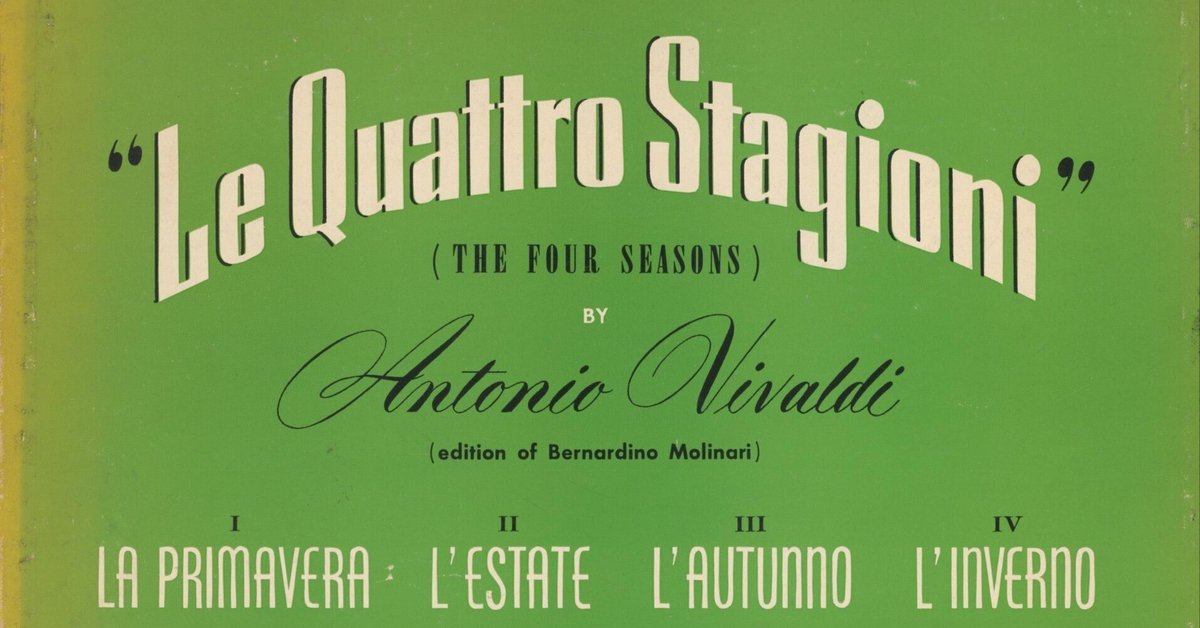 “Le Quattro Stagioni”
(THE FOUR SEASONS)
BY
Antonio Vivaldi
(edition of Bernardino Molinari)
I II III IV
LA PRIMAVERA L'ESTATE L'AUTUNNO L'INVERNO